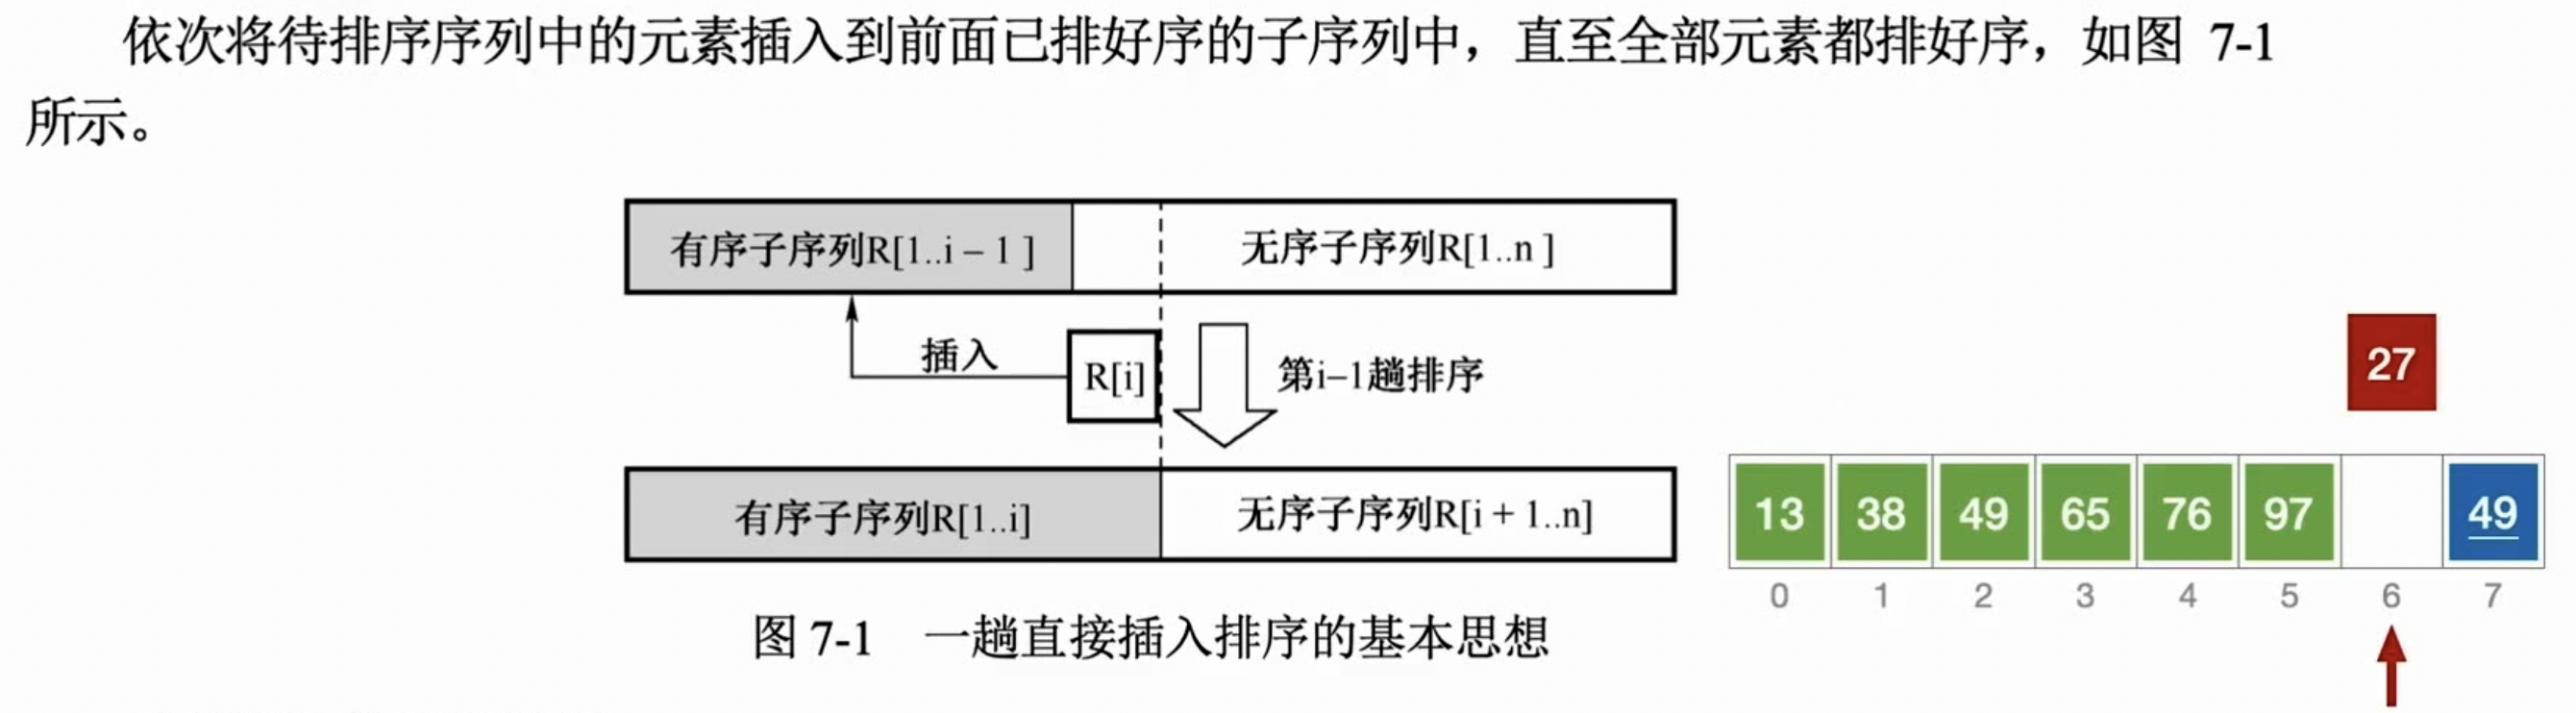 依次将待排序序列中的元素插入到前面已排好序的子序列中，直至全部元素都排好序，如图 7-1
所示。
有序子序列R[1..i – 1 ]
无序子序列R[1..n ]
插入
R[i]
第i–1趟排序
27
有序子序列R[1..i]
无序子序列R[i + 1..n]
13 38 49 65 76 97 49
0 1 2 3 4 5 6 7
图 7-1 一趟直接插入排序的基本思想